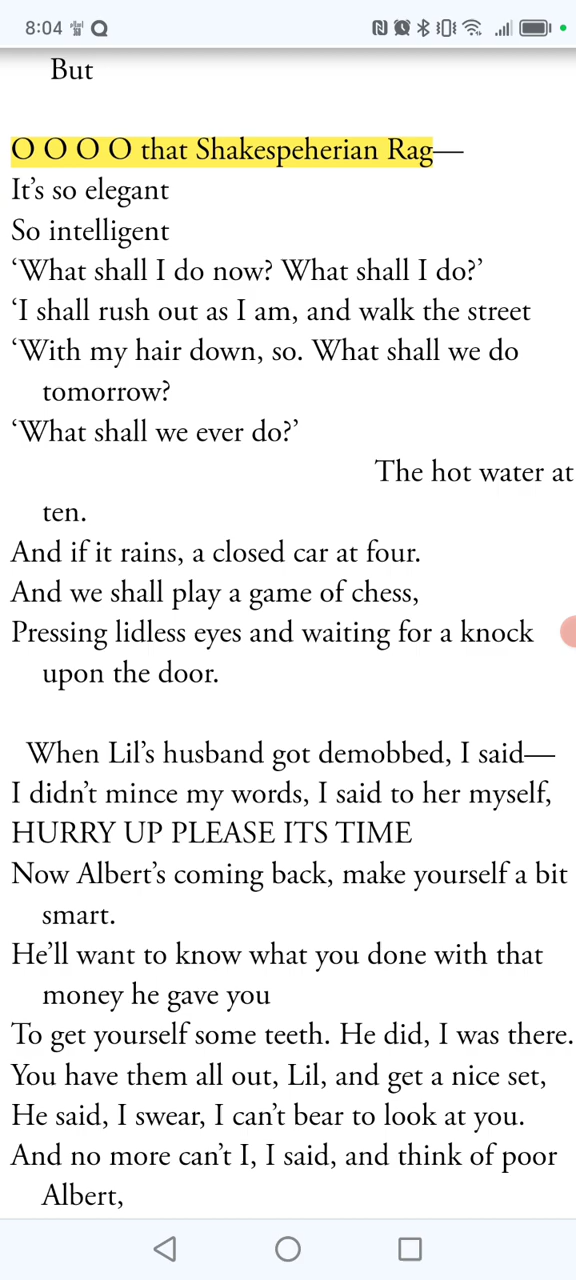 8:04
But
O O O O that Shakespeherian Rag—
It’s so elegant
So intelligent
‘What shall I do now? What shall I do?’
‘I shall rush out as I am, and walk the street
‘With my hair down, so. What shall we do
tomorrow?
‘What shall we ever do?’
The hot water at
ten.
And if it rains, a closed car at four.
And we shall play a game of chess,
Pressing lidless eyes and waiting for a knock
upon the door.
When Lil’s husband got demobbed, I said—
I didn’t mince my words, I said to her myself,
HURRY UP PLEASE ITS TIME
Now Albert’s coming back, make yourself a bit
smart.
He’ll want to know what you done with that
money he gave you
To get yourself some teeth. He did, I was there.
You have them all out, Lil, and get a nice set,
He said, I swear, I can’t bear to look at you.
And no more can’t I, I said, and think of poor
Albert,